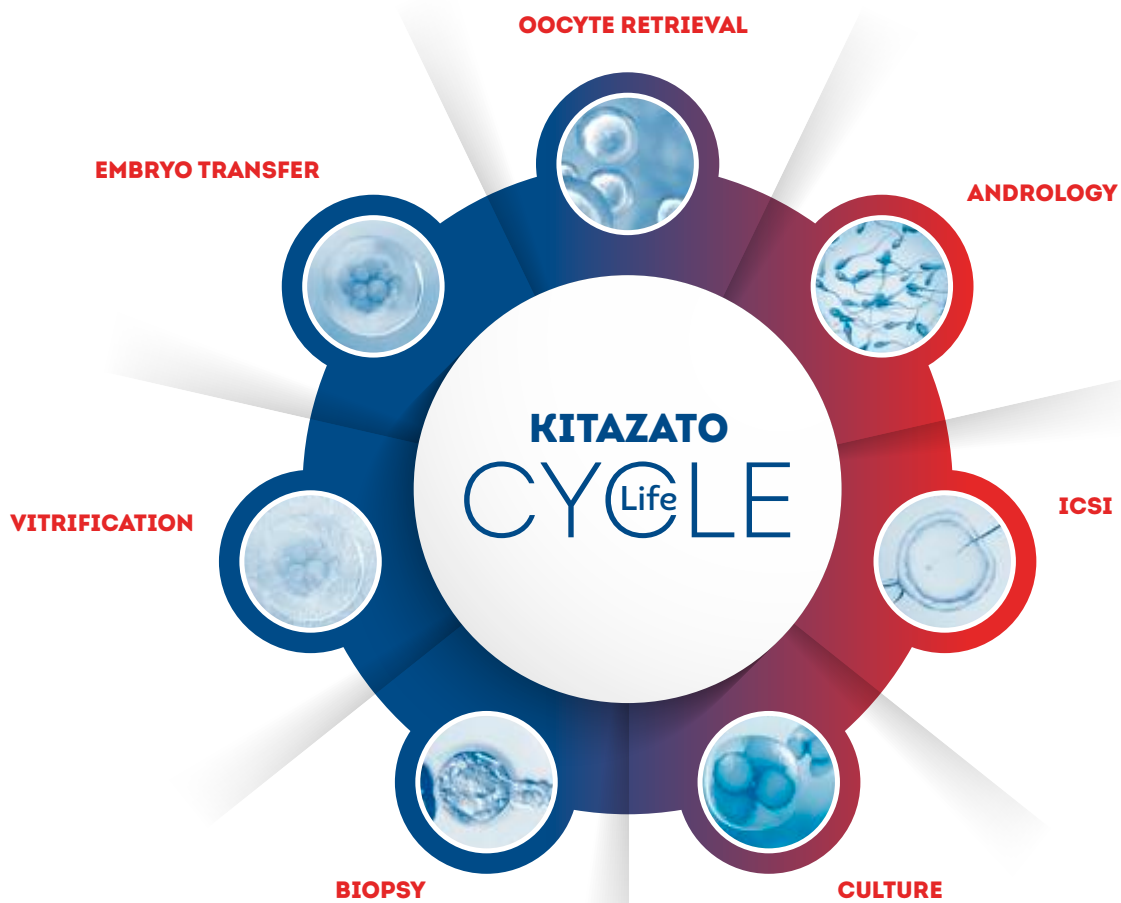 OOCYTE RETRIEVAL
EMBRYO TRANSFER
ANDROLOGY
KITAZATO
CYCLE
Life
VITRIFICATION
ICSI
BIOPSY
CULTURE